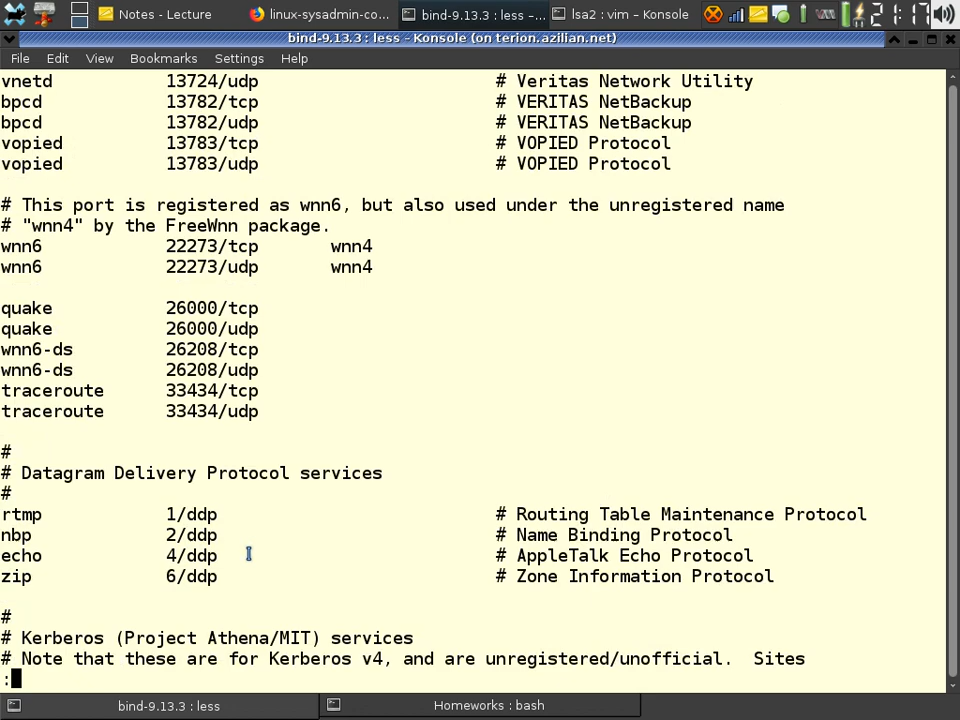 Notes - Lecture
linux-sysadmin-co...
bind-9.13.3 : less –...
lsa2 : vim – Konsole
21:17
bind-9.13.3 : less – Konsole (on terion.azilian.net)
File Edit View Bookmarks Settings Help
vnetd 13724/udp # Veritas Network Utility
bpcd 13782/tcp # VERITAS NetBackup
bpcd 13782/udp # VERITAS NetBackup
vopied 13783/tcp # VOPIED Protocol
vopied 13783/udp # VOPIED Protocol
# This port is registered as wnn6, but also used under the unregistered name
# "wnn4" by the FreeWnn package.
wnn6 22273/tcp wnn4
wnn6 22273/udp wnn4
quake 26000/tcp
quake 26000/udp
wnn6-ds 26208/tcp
wnn6-ds 26208/udp
traceroute 33434/tcp
traceroute 33434/udp
#
# Datagram Delivery Protocol services
#
rtmp 1/ddp # Routing Table Maintenance Protocol
nbp 2/ddp # Name Binding Protocol
echo 4/ddp # AppleTalk Echo Protocol
zip 6/ddp # Zone Information Protocol
#
# Kerberos (Project Athena/MIT) services
# Note that these are for Kerberos v4, and are unregistered/unofficial. Sites
:
bind-9.13.3 : less
Homeworks : bash